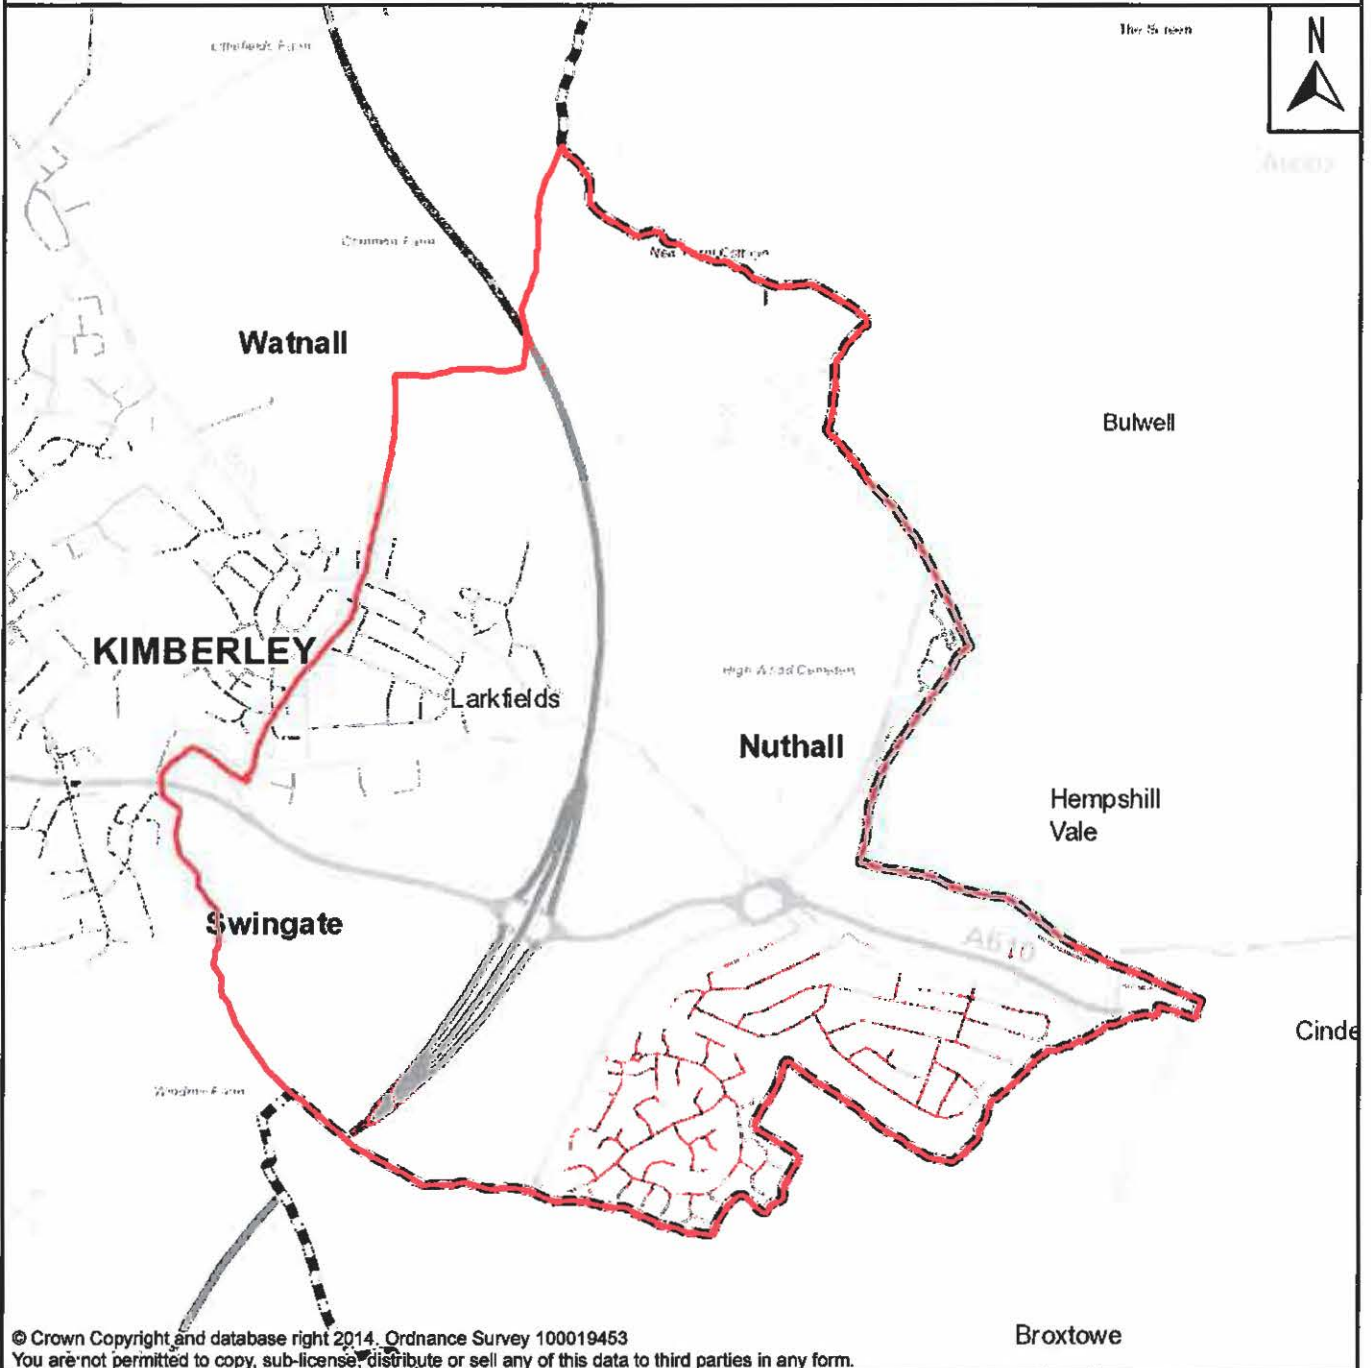 N
Watnall
Bulwell
KIMBERLEY
Larkfields
Nuthall
Hempshill
Vale
Swingate
A610
Cinde
Broxtowe
© Crown Copyright and database right 2014. Ordnance Survey 100019453
You are not permitted to copy, sub-license, distribute or sell any of this data to third parties in any form.